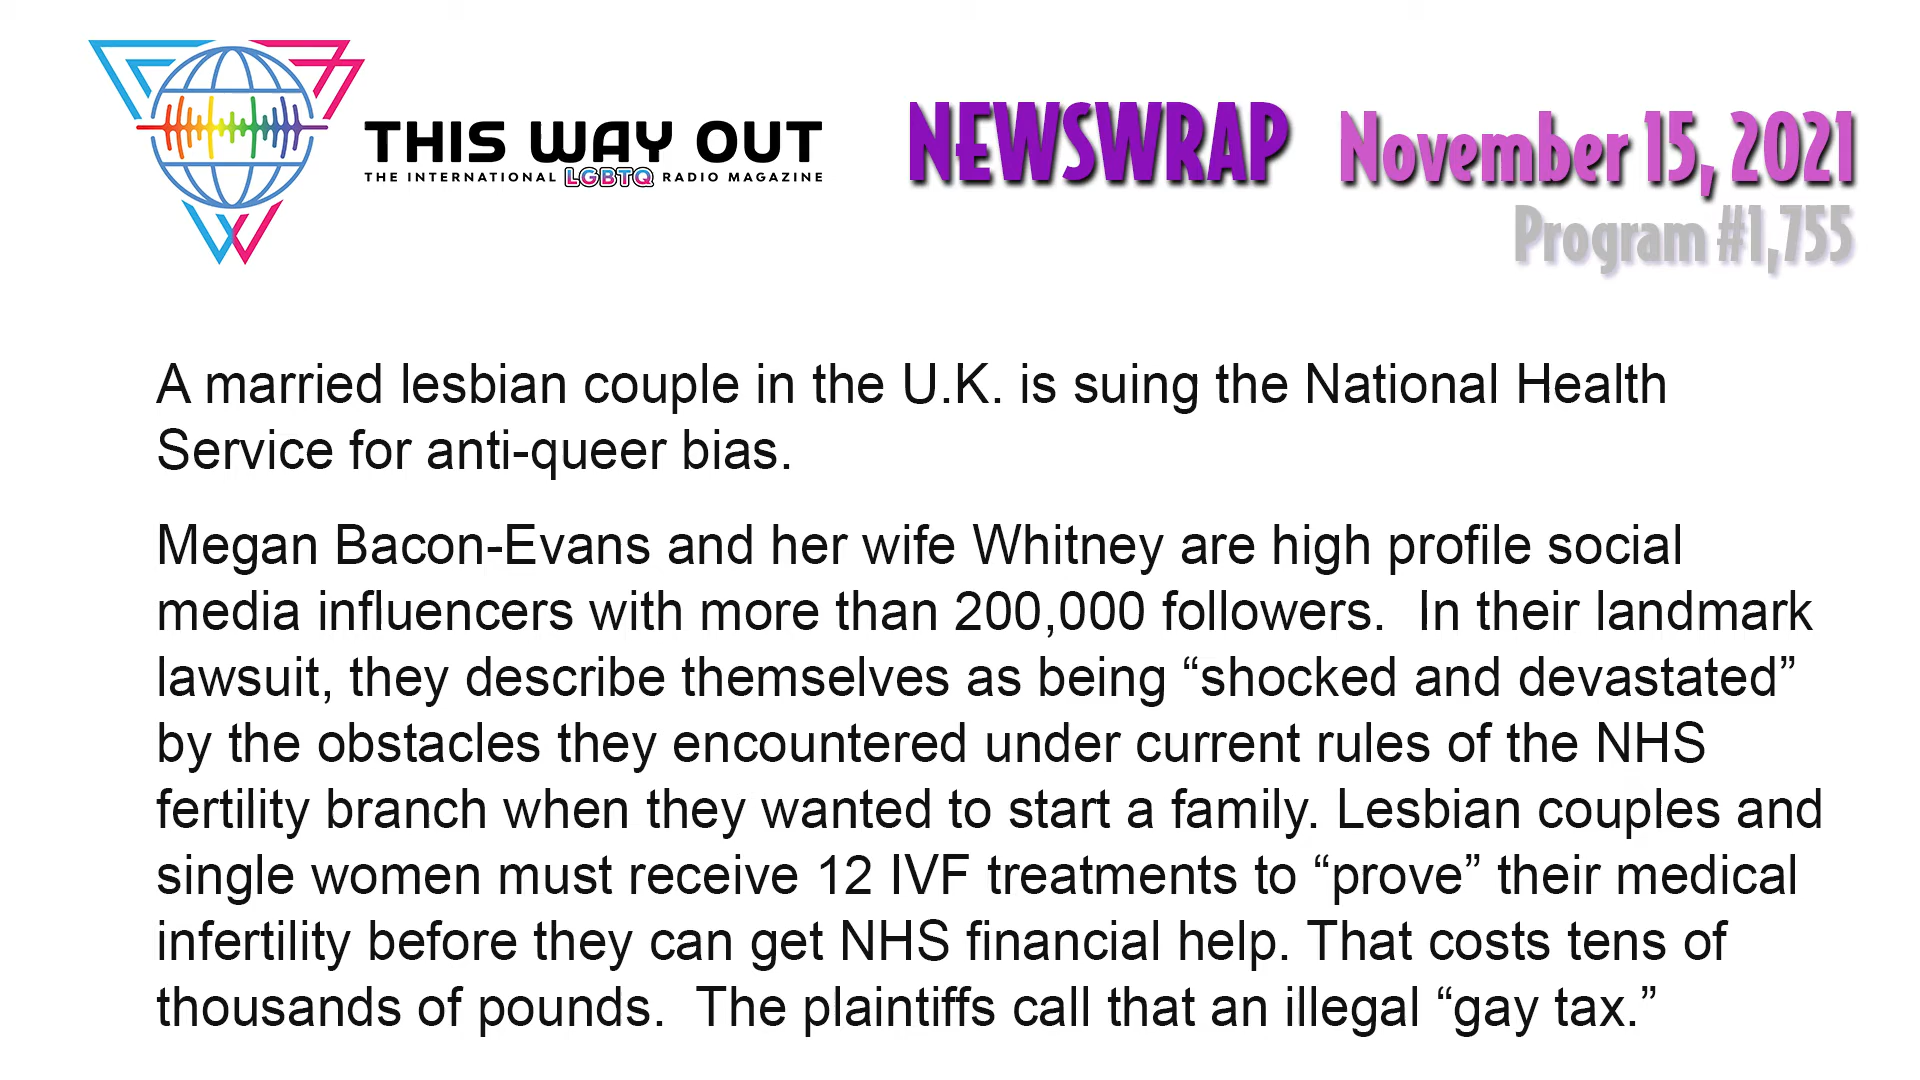 THIS WAY OUT
THE INTERNATIONAL LGBTQ RADIO MAGAZINE
NEWSWRAP
November 15, 2021
Program #1,755
A married lesbian couple in the U.K. is suing the National Health
Service for anti-queer bias.
Megan Bacon-Evans and her wife Whitney are high profile social
media influencers with more than 200,000 followers.  In their landmark
lawsuit, they describe themselves as being “shocked and devastated”
by the obstacles they encountered under current rules of the NHS
fertility branch when they wanted to start a family. Lesbian couples and
single women must receive 12 IVF treatments to “prove” their medical
infertility before they can get NHS financial help. That costs tens of
thousands of pounds.  The plaintiffs call that an illegal “gay tax.”